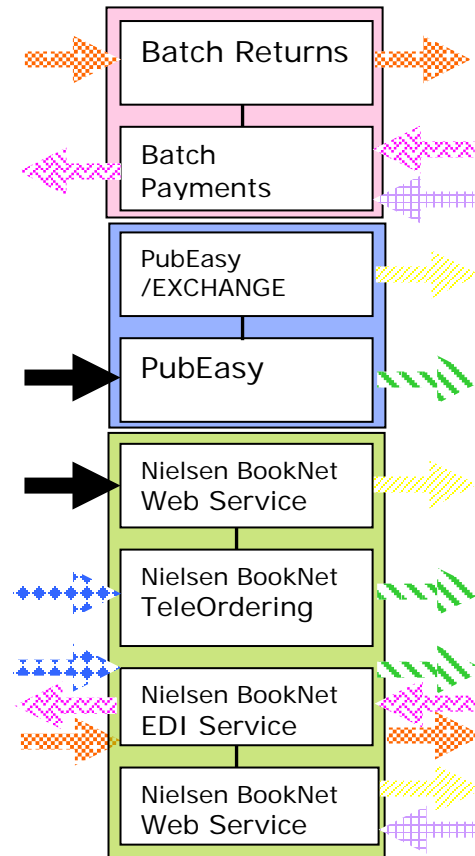 Batch Returns
Batch
Payments
PubEasy
/EXCHANGE
PubEasy
Nielsen BookNet
Web Service
Nielsen BookNet
TeleOrdering
Nielsen BookNet
EDI Service
Nielsen BookNet
Web Service